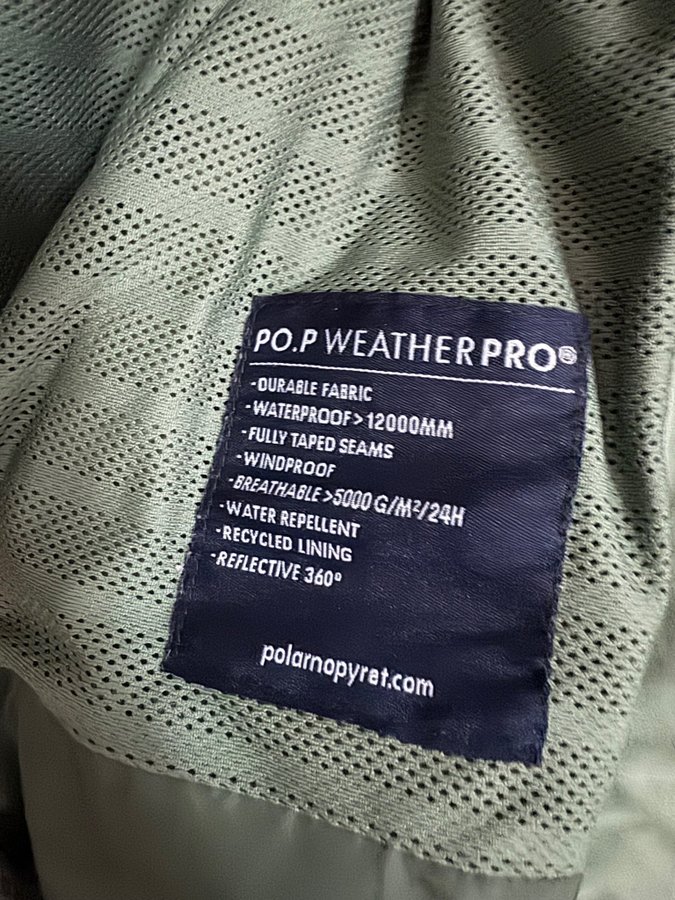 PO.P WEATHERPRO®
-DURABLE FABRIC
-WATERPROOF>12000MM
-FULLY TAPED SEAMS
-WINDPROOF
-BREATHABLE>5000 G/M²/24H
-WATER REPELLENT
-RECYCLED LINING
-REFLECTIVE 360º
polarnopyret.com